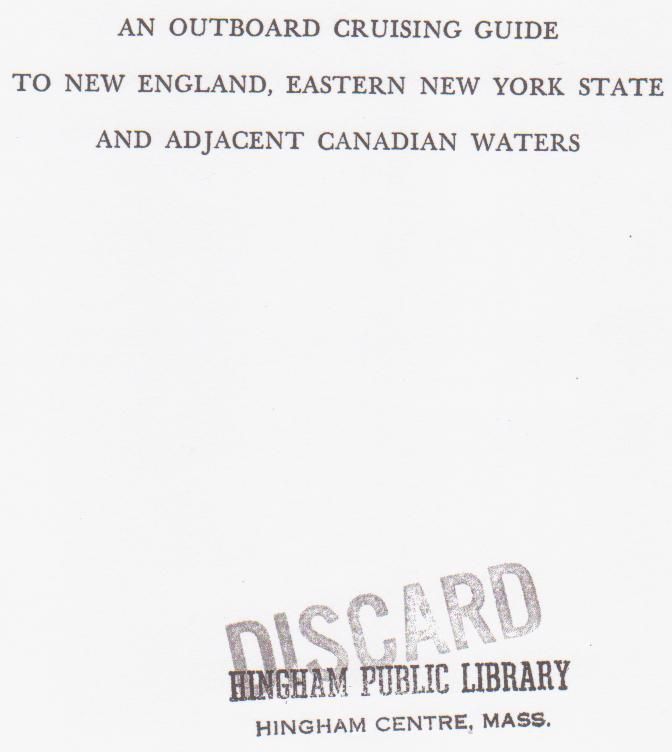 AN OUTBOARD CRUISING GUIDE
TO NEW ENGLAND, EASTERN NEW YORK STATE
AND ADJACENT CANADIAN WATERS
DISCARD
HINGHAM PUBLIC LIBRARY
HINGHAM CENTRE, MASS.